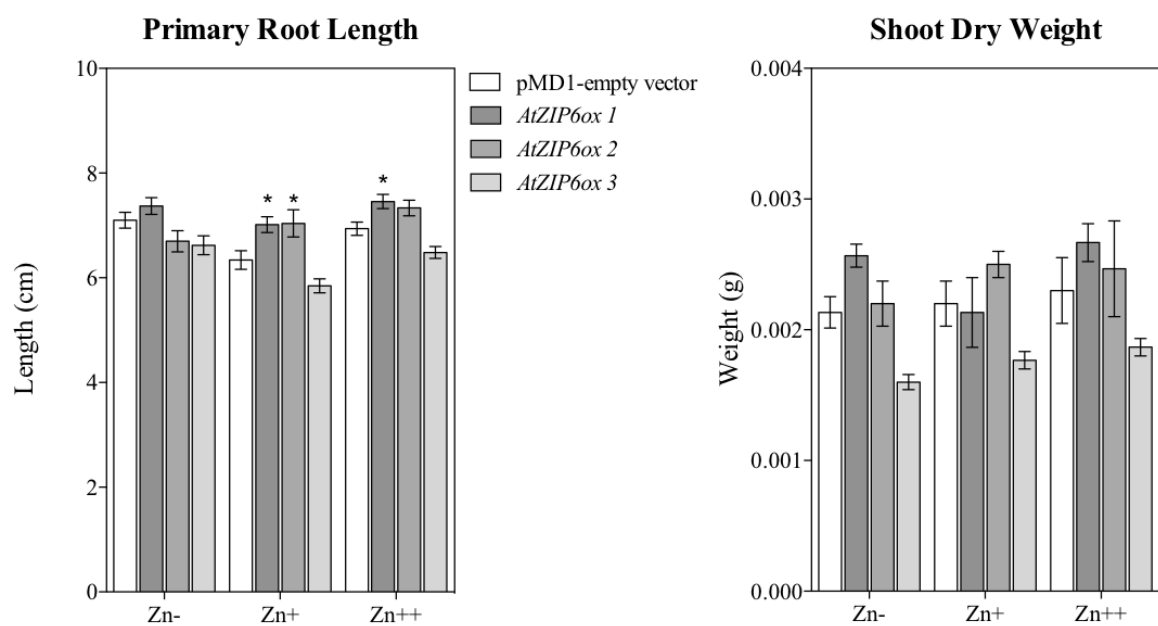 Primary Root Length
10
8
6
4
2
0
Length (cm)
* * *
Zn- Zn+ Zn++
pMD1-empty vector
AtZIP6ox 1
AtZIP6ox 2
AtZIP6ox 3
Shoot Dry Weight
0.004
0.003
0.002
0.001
0.000
Weight (g)
Zn- Zn+ Zn++